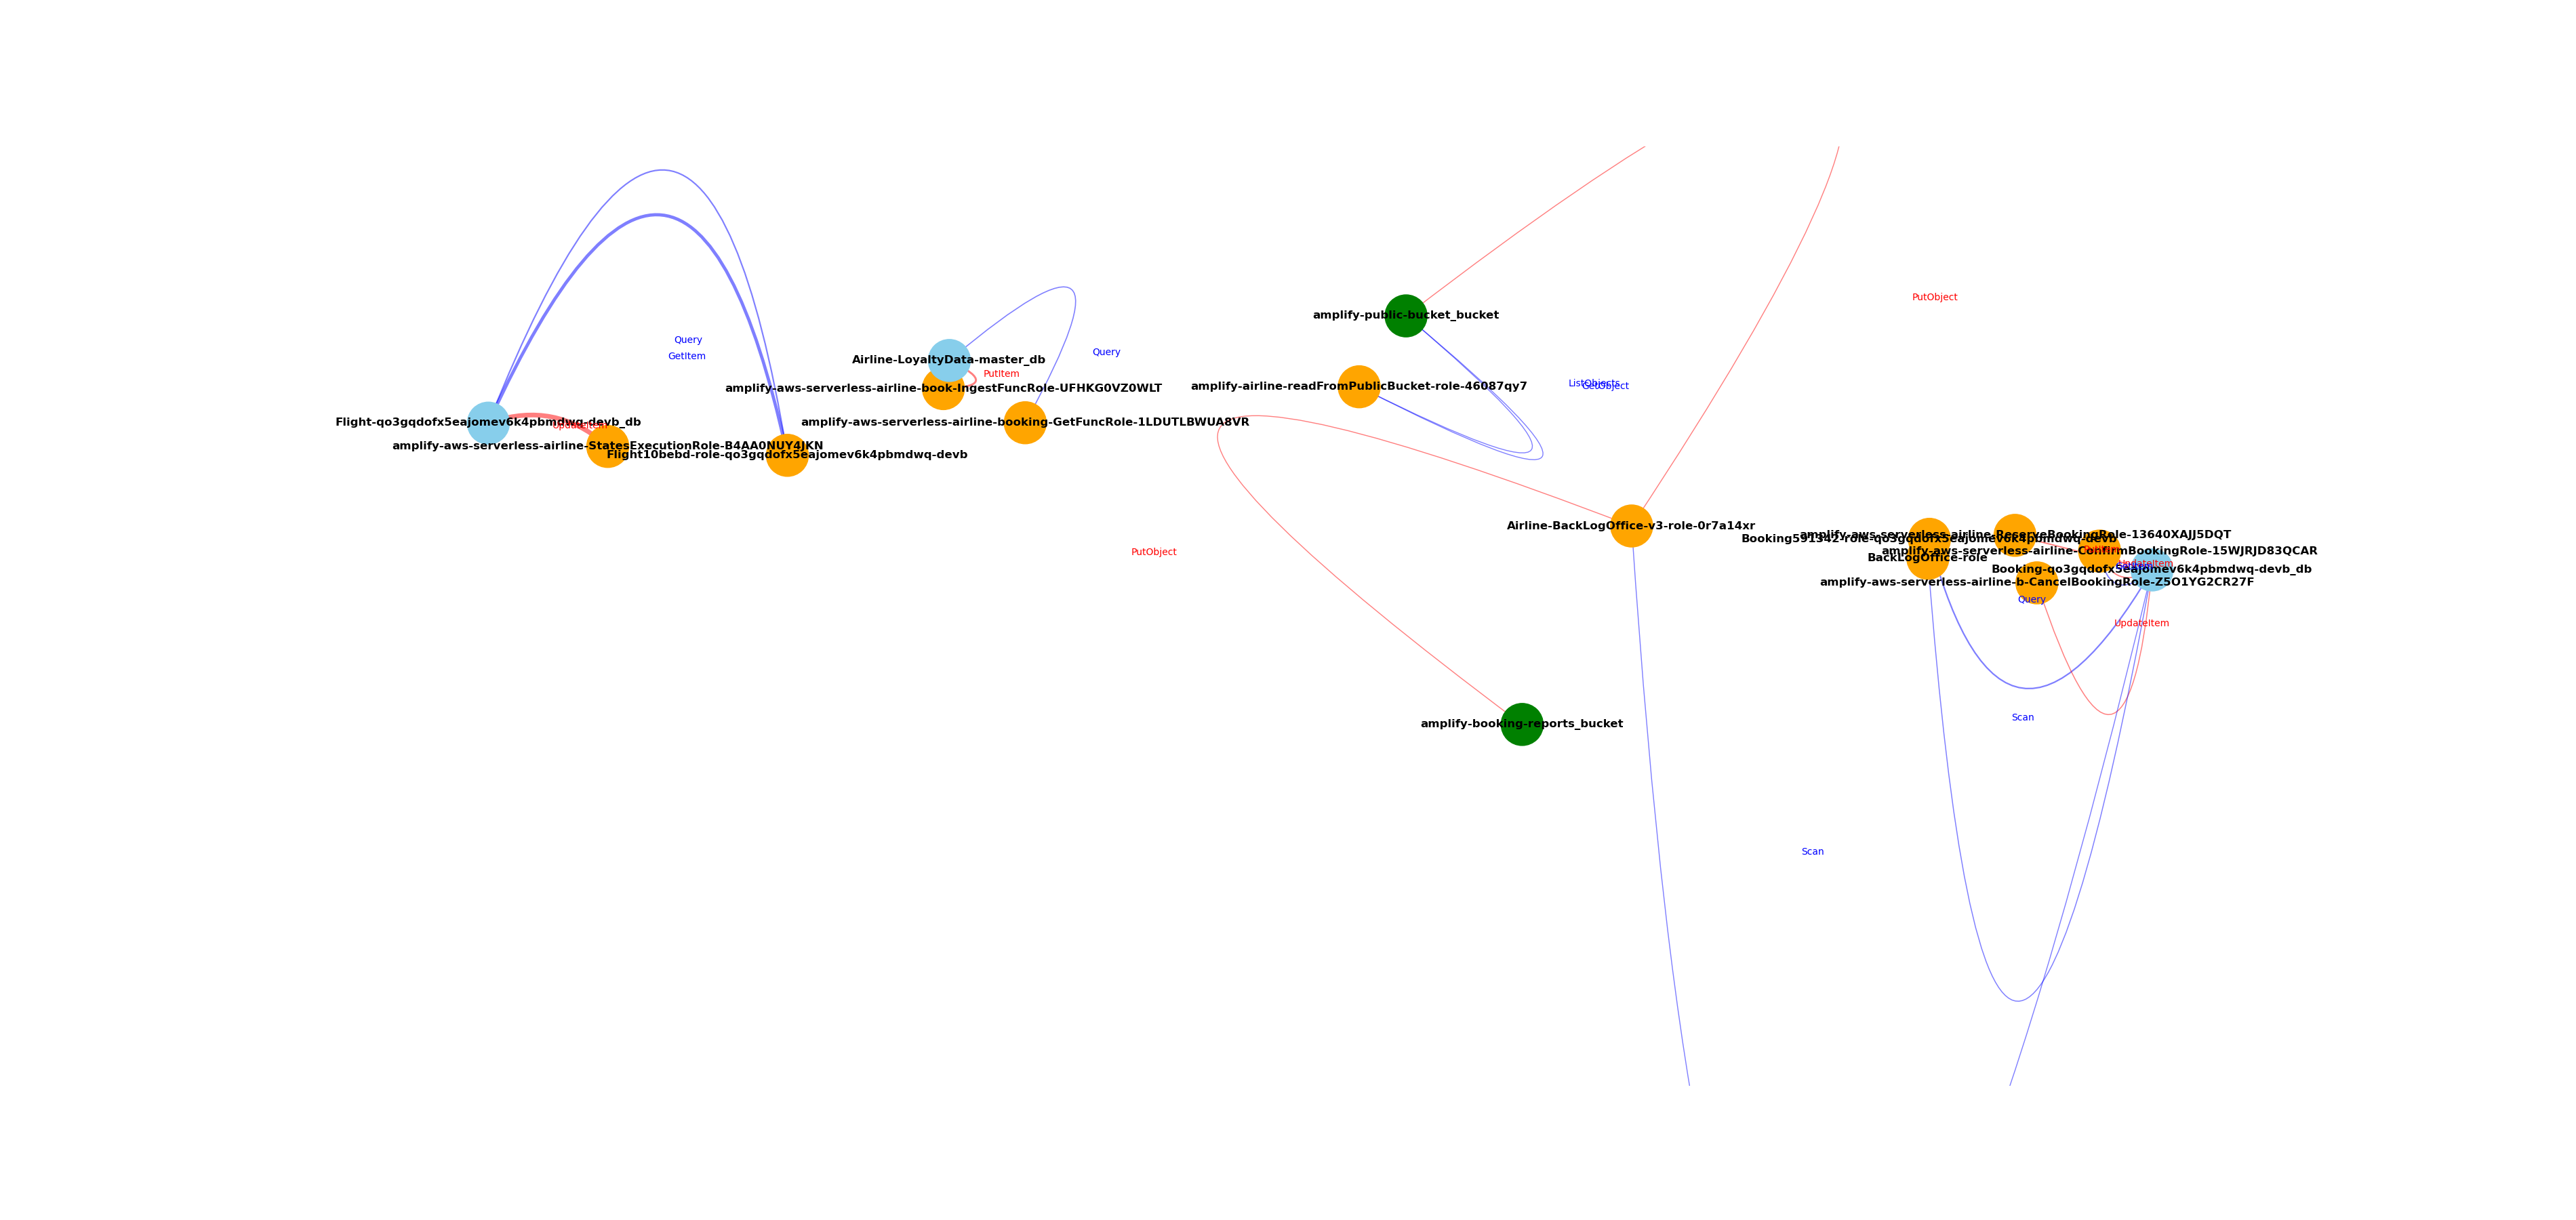 PutObject
amplify-public-bucket_bucket
Query
GetItem
Query
Airline-LoyaltyData-master_db
PutItem
amplify-aws-serverless-airline-book-IngestFuncRole-UFHKG0VZ0WLT
amplify-airline-readFromPublicBucket-role-46087qy7
ListObjects
GetObject
Flight-qo3gqdofx5eajomev6k4pbmdwq-devb_db
UpdateItem
amplify-aws-serverless-airline-booking-GetFuncRole-1LDUTLBWUA8VR
amplify-aws-serverless-airline-StatesExecutionRole-B4AA0NUY4JKN
Flight10bebd-role-qo3gqdofx5eajomev6k4pbmdwq-devb
Airline-BackLogOffice-v3-role-0r7a14xr
PutObject
amplify-aws-serverless-airline-ReserveBookingRole-13640XAJJ5DQT
Booking591342-role-qo3gqdofx5eajomev6k4pbmdwq-devb
amplify-aws-serverless-airline-ConfirmBookingRole-15WJRJD83QCAR
BackLogOffice-role
UpdateItem
Booking-qo3gqdofx5eajomev6k4pbmdwq-devb_db
amplify-aws-serverless-airline-b-CancelBookingRole-Z5O1YG2CR27F
Query
UpdateItem
Scan
amplify-booking-reports_bucket
Scan